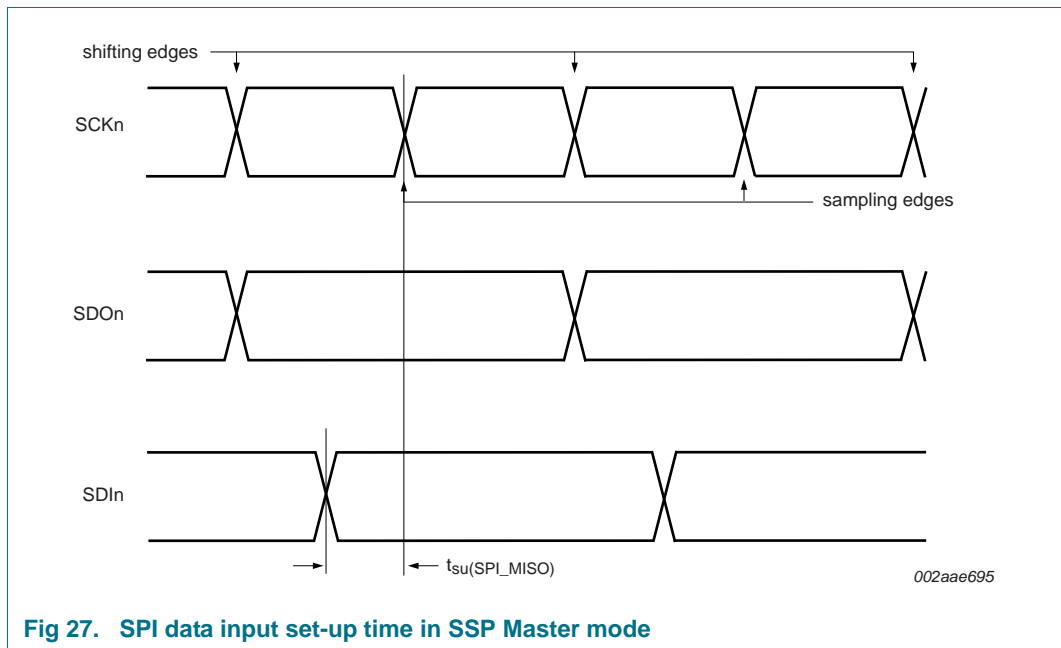 shifting edges
SCKn
sampling edges
SDOn
SDIn
tsu(SPI_MISO)
002aae695
Fig 27. SPI data input set-up time in SSP Master mode